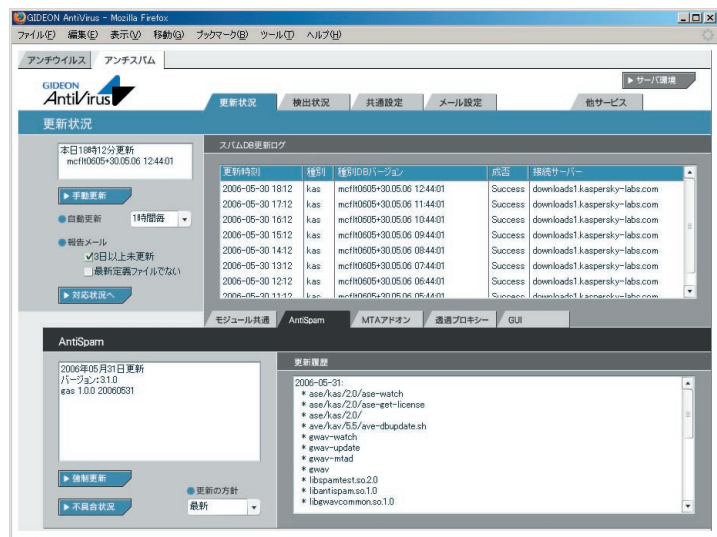 GIDEON AntiVirus - Mozilla Firefox
ファイル(F) 編集(E) 表示(V) 移動(G) ブックマーク(B) ツール(T) ヘルプ(H)
アンチウイルス アンチスパム
GIDEON
AntiVirus
▶ サーバ環境
更新状況 検出状況 共通設定 メール設定 他サービス
更新状況
本日18時12分更新
mcflt0605+30.05.06 12:44:01
▶ 手動更新
自動更新 1時間毎
報告メール
✓3日以上未更新
最新定義ファイルでない
▶ 対応状況へ
スパムDB更新ログ
更新時刻 種別 種別DBバージョン 成否 接続サーバー
2006-05-30 18:12 kas mcflt0605+30.05.06 12:44:01 Success downloads1.kaspersky-labs.com
2006-05-30 17:12 kas mcflt0605+30.05.06 11:44:01 Success downloads1.kaspersky-labs.com
2006-05-30 16:12 kas mcflt0605+30.05.06 10:44:01 Success downloads1.kaspersky-labs.com
2006-05-30 15:12 kas mcflt0605+30.05.06 09:44:01 Success downloads1.kaspersky-labs.com
2006-05-30 14:12 kas mcflt0605+30.05.06 08:44:01 Success downloads1.kaspersky-labs.com
2006-05-30 13:12 kas mcflt0605+30.05.06 07:44:01 Success downloads1.kaspersky-labs.com
2006-05-30 12:12 kas mcflt0605+30.05.06 06:44:01 Success downloads1.kaspersky-labs.com
2006-05-30 11:12 kas mcflt0605+30.05.06 05:44:01 Success downloads1.kaspersky-labs.com
モジュール共通 AntiSpam MTAアドオン 透過プロキシー GUI
AntiSpam
2006年05月31日更新
バージョン:3.1.0
gas 1.0.0 20060531
▶ 強制更新
▶ 不具合状況
更新の方針
最新
更新履歴
2006-05-31:
* ase/kas/2.0/ase-watch
* ase/kas/2.0/ase-get-license
* ase/kas/2.0/
* ave/kav/5.5/ave-dbupdate.sh
* gwav-watch
* gwav-update
* gwav-mtad
* gwav
* libspamtest.so.2.0
* libantispam.so.1.0
* libgwavcommon.so.1.0